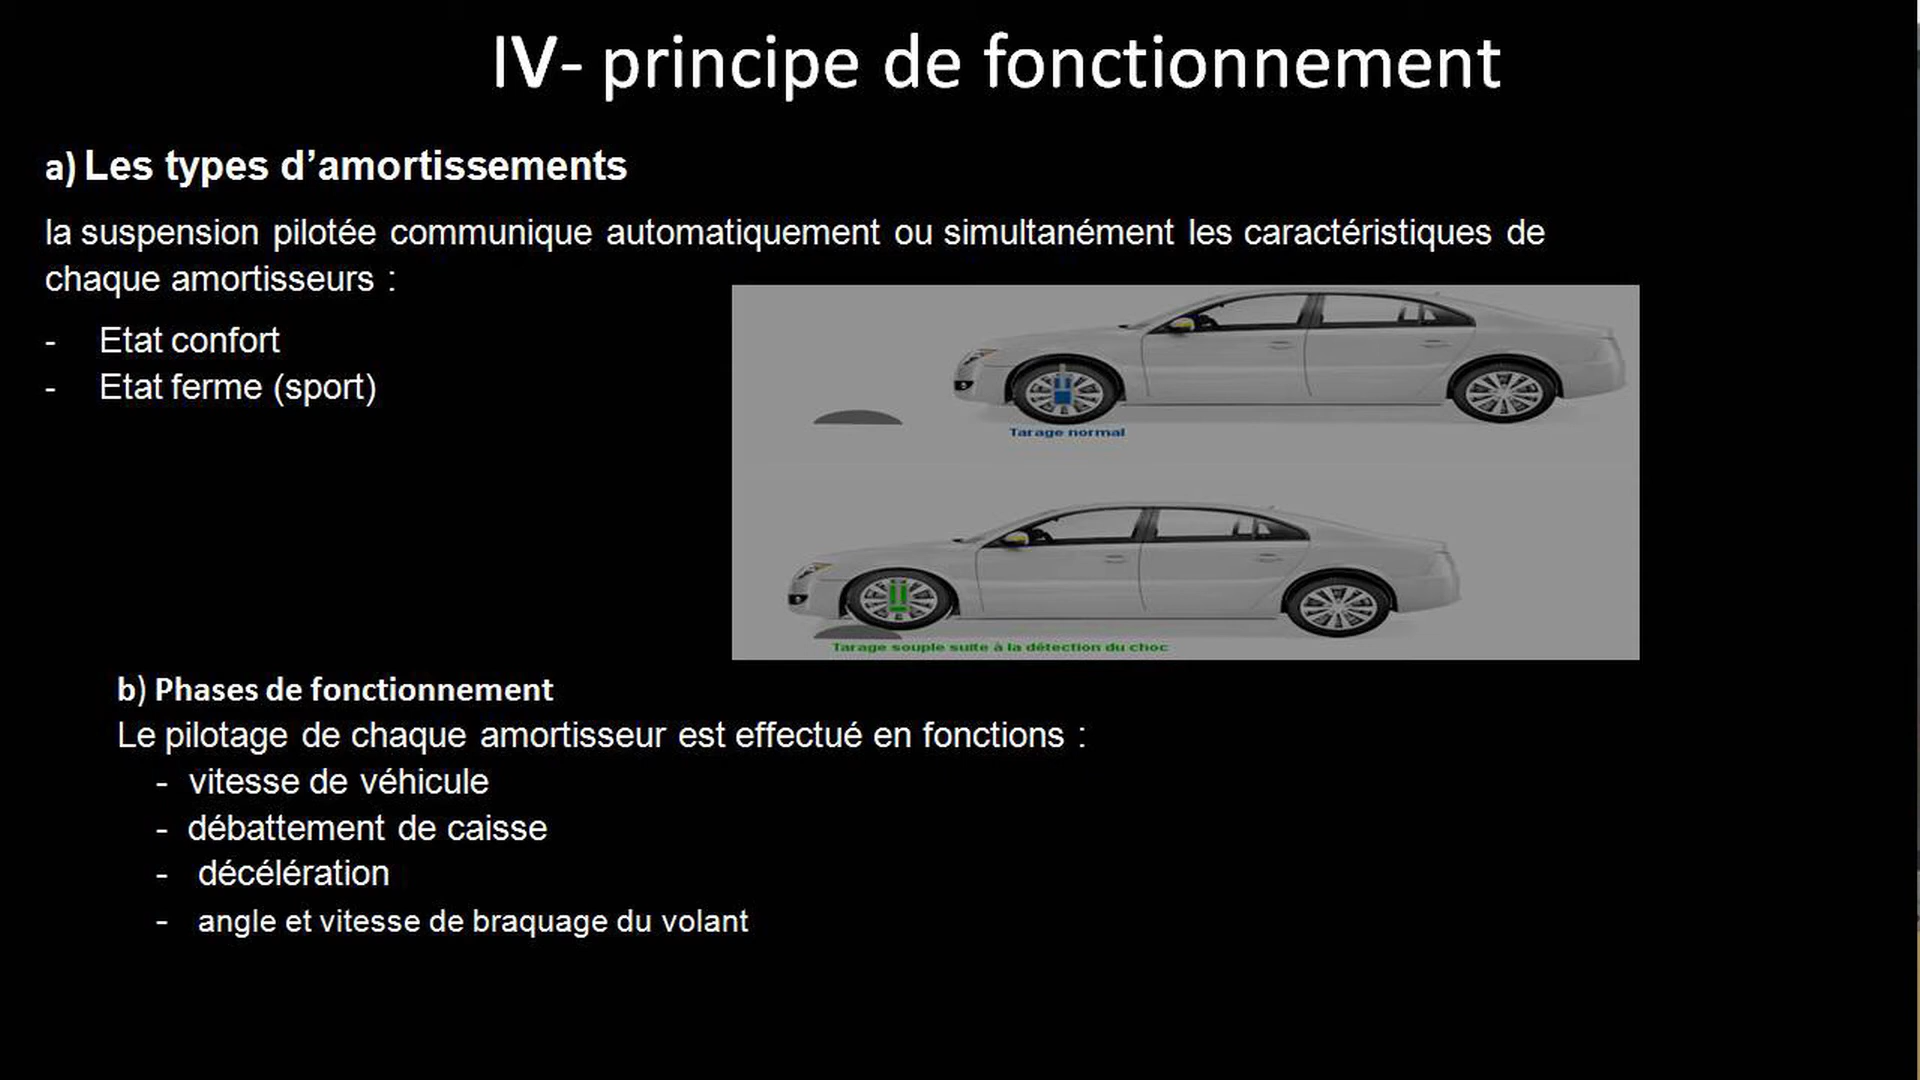 IV- principe de fonctionnement
a) Les types d’amortissements
la suspension pilotée communique automatiquement ou simultanément les caractéristiques de
chaque amortisseurs :
- Etat confort
- Etat ferme (sport)
Tarage normal
Tarage souple suite à la détection du choc
b) Phases de fonctionnement
Le pilotage de chaque amortisseur est effectué en fonctions :
- vitesse de véhicule
- débattement de caisse
- décélération
- angle et vitesse de braquage du volant